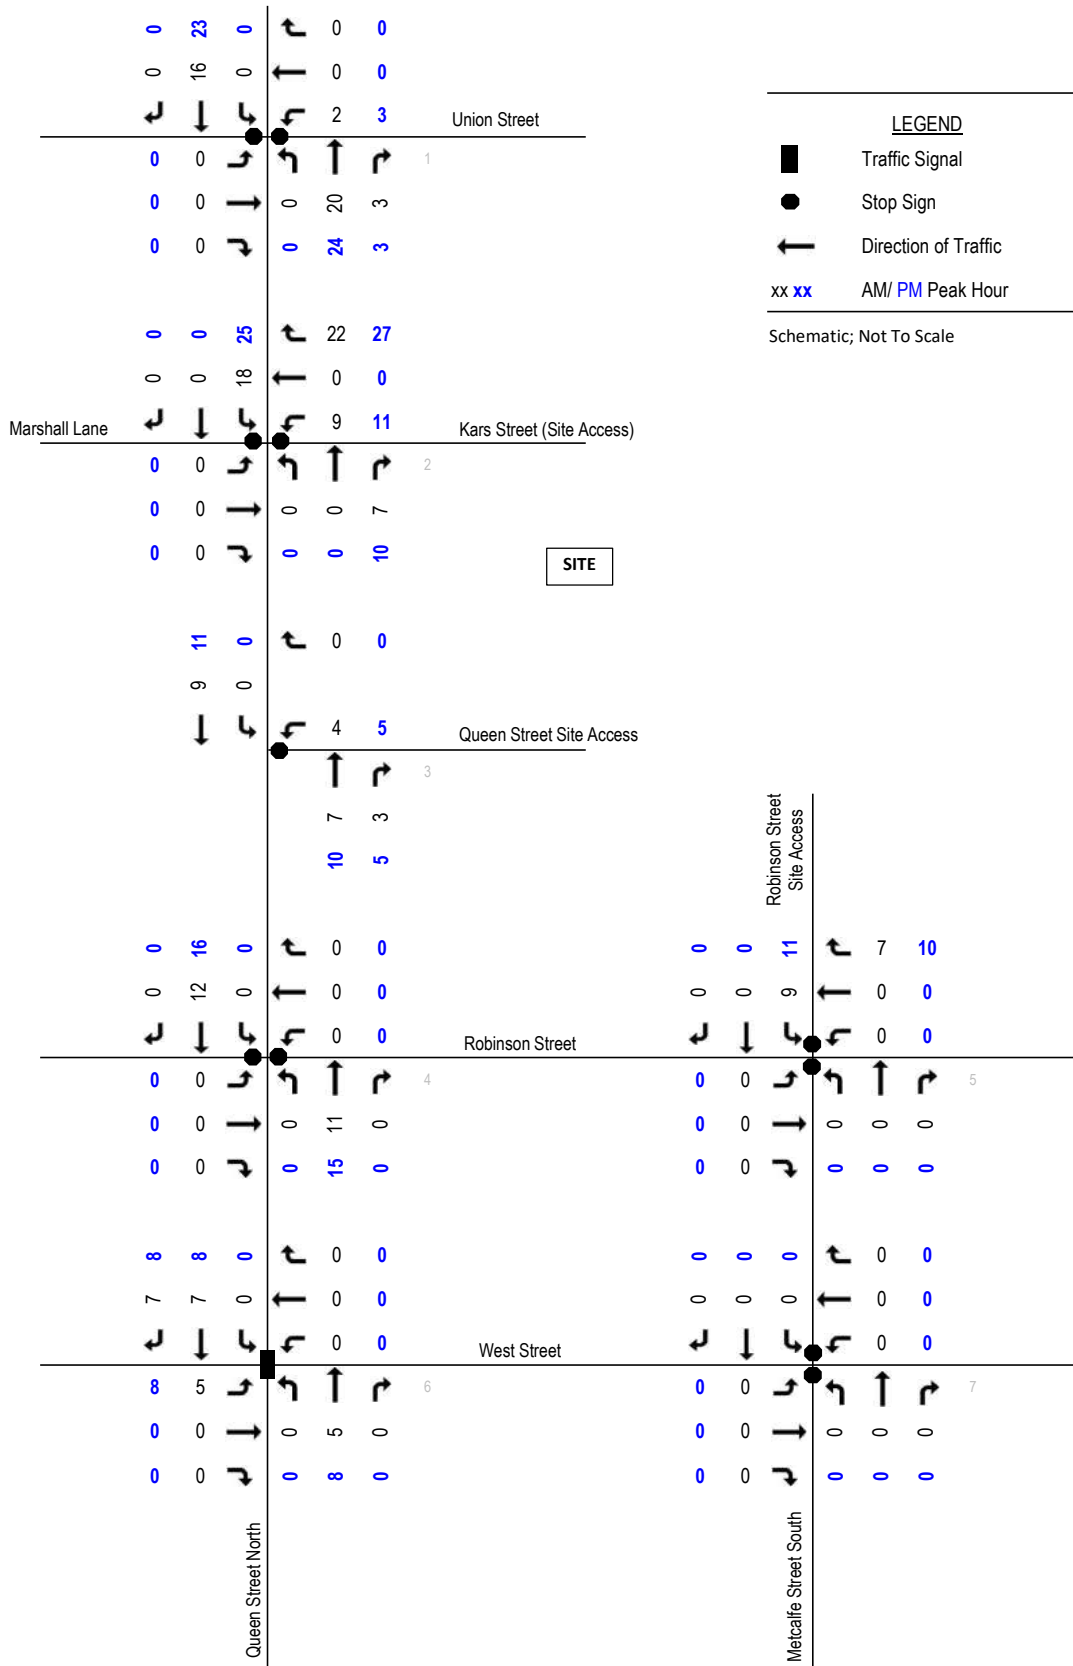 0 23 0 0 0
0 16 0 0 0
2 3 Union Street
0 0 1
0 0 0 20 3
0 0 0 24 3
LEGEND
Traffic Signal
Stop Sign
Direction of Traffic
xx xx AM/ PM Peak Hour
Schematic; Not To Scale
0 0 25 22 27
0 0 18 0 0
Marshall Lane 9 11 Kars Street (Site Access)
0 0 2
0 0 0 0 7
0 0 0 0 10
SITE
11 0 0 0
9 0
4 5 Queen Street Site Access
3
7 3
10 5
Robinson Street
Site Access
0 16 0 0 0
0 12 0 0 0
0 0 Robinson Street
0 0 4
0 0 0 11 0
0 0 0 15 0
0 0 11 7 10
0 0 9 0 0
0 0
0 0 5
0 0 0 0 0
0 0 0 0 0
8 8 0 0 0
7 7 0 0 0
0 0 West Street
8 5 6
0 0 0 5 0
0 0 0 8 0
0 0 0 0 0
0 0 0 0 0
0 0
0 0 7
0 0 0 0 0
0 0 0 0 0
Queen Street North
Metcalfe Street South